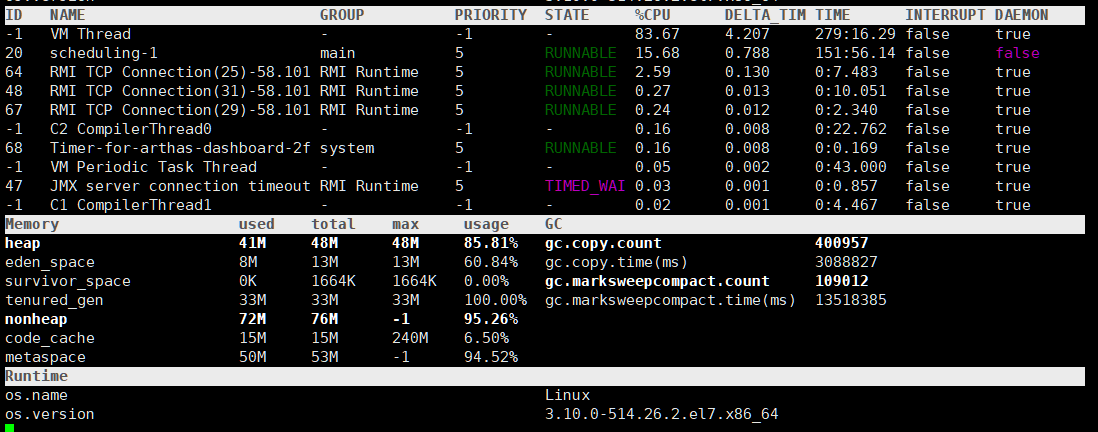 ID NAME GROUP PRIORITY STATE %CPU DELTA_TIM TIME INTERRUPT DAEMON
-1 VM Thread - -1 - 83.67 4.207 279:16.29 false true
20 scheduling-1 main 5 RUNNABLE 15.68 0.788 151:56.14 false false
64 RMI TCP Connection(25)-58.101 RMI Runtime 5 RUNNABLE 2.59 0.130 0:7.483 false true
48 RMI TCP Connection(31)-58.101 RMI Runtime 5 RUNNABLE 0.27 0.013 0:10.051 false true
67 RMI TCP Connection(29)-58.101 RMI Runtime 5 RUNNABLE 0.24 0.012 0:2.340 false true
-1 C2 CompilerThread0 - -1 - 0.16 0.008 0:22.762 false true
68 Timer-for-arthas-dashboard-2f system 5 RUNNABLE 0.16 0.008 0:0.169 false true
-1 VM Periodic Task Thread - -1 - 0.05 0.002 0:43.000 false true
47 JMX server connection timeout RMI Runtime 5 TIMED_WAI 0.03 0.001 0:0.857 false true
-1 C1 CompilerThread1 - -1 - 0.02 0.001 0:4.467 false true
Memory used total max usage GC
heap 41M 48M 48M 85.81% gc.copy.count 400957
eden_space 8M 13M 13M 60.84% gc.copy.time(ms) 3088827
survivor_space 0K 1664K 1664K 0.00% gc.marksweepcompact.count 109012
tenured_gen 33M 33M 33M 100.00% gc.marksweepcompact.time(ms) 13518385
nonheap 72M 76M -1 95.26%
code_cache 15M 15M 240M 6.50%
metaspace 50M 53M -1 94.52%
Runtime
os.name Linux
os.version 3.10.0-514.26.2.el7.x86_64